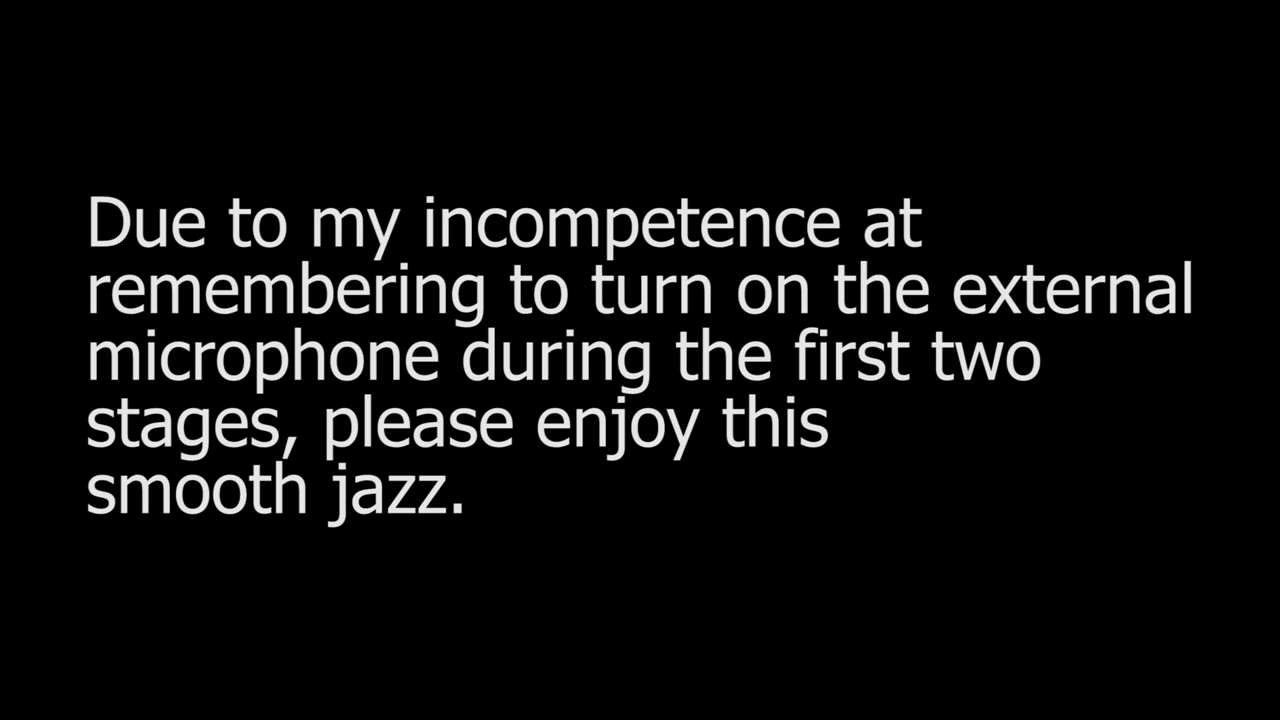 Due to my incompetence at
remembering to turn on the external
microphone during the first two
stages, please enjoy this
smooth jazz.